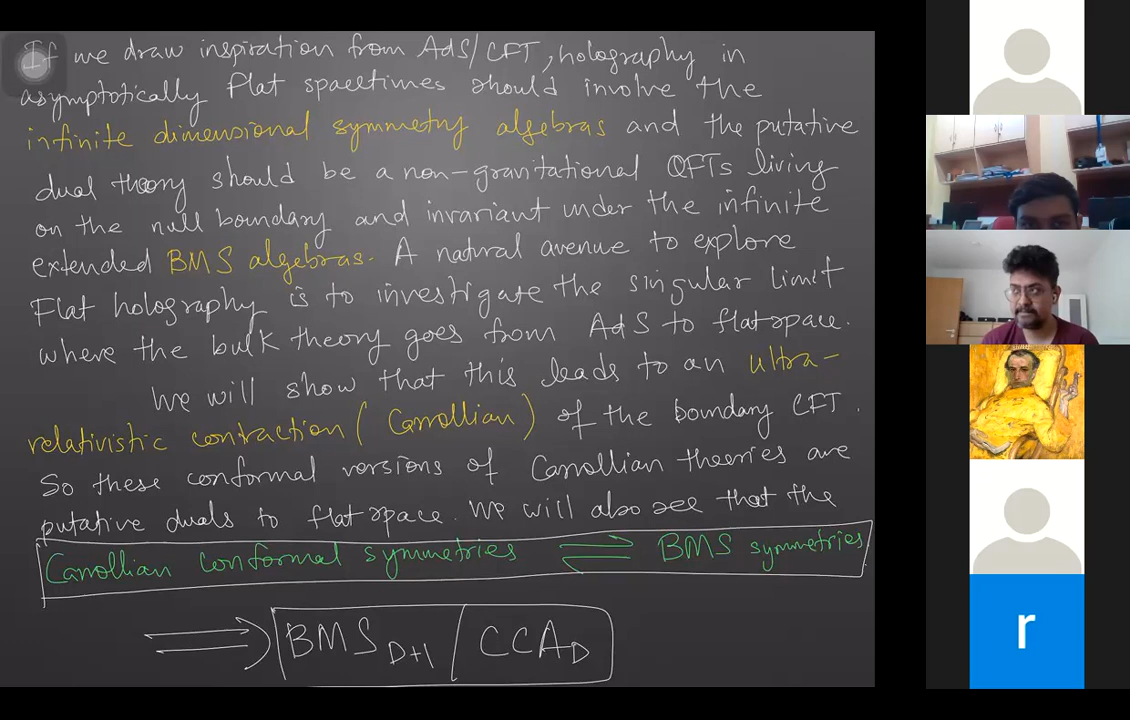 If we draw inspiration from AdS/CFT, holography in
asymptotically flat spacetimes should involve the
infinite dimensional symmetry algebras and the putative
dual theory should be a non-gravitational QFTs living
on the null boundary and invariant under the infinite
extended BMS algebras. A natural avenue to explore
Flat holography is to investigate the singular limit
where the bulk theory goes from AdS to flatspace.
We will show that this leads to an ultra-
relativistic contraction (Carrollian) of the boundary CFT.
So these conformal versions of Carrollian theories are
putative duals to flatspace. We will also see that the
Carrollian conformal symmetries ⇌ BMS symmetries
⇒ BMS_{D+1} / CCA_D
r